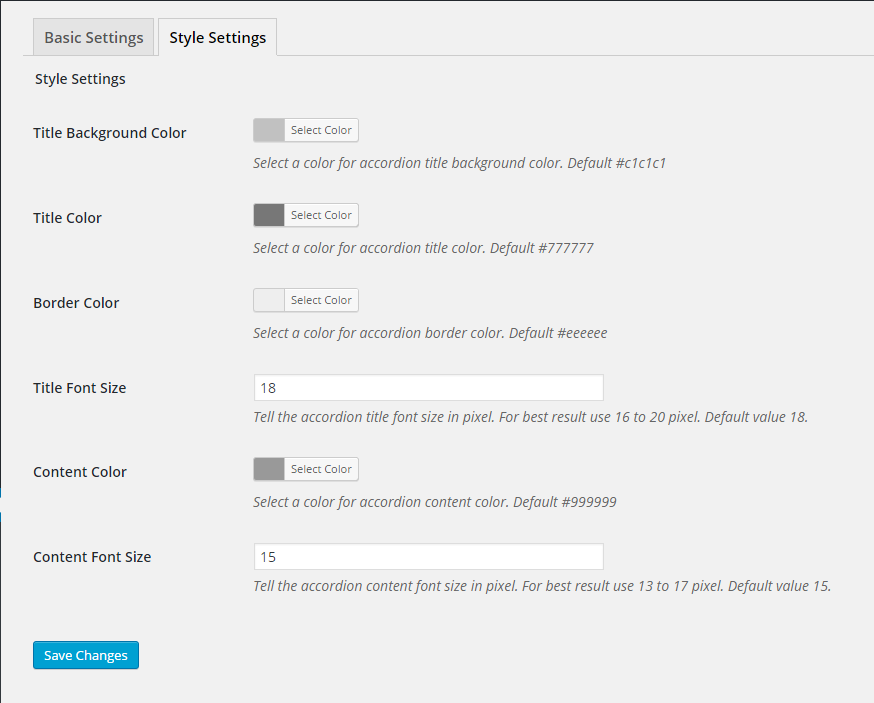 Basic Settings Style Settings
Style Settings
Title Background Color Select Color
Select a color for accordion title background color. Default #c1c1c1
Title Color Select Color
Select a color for accordion title color. Default #777777
Border Color Select Color
Select a color for accordion border color. Default #eeeeee
Title Font Size 18
Tell the accordion title font size in pixel. For best result use 16 to 20 pixel. Default value 18.
Content Color Select Color
Select a color for accordion content color. Default #999999
Content Font Size 15
Tell the accordion content font size in pixel. For best result use 13 to 17 pixel. Default value 15.
Save Changes